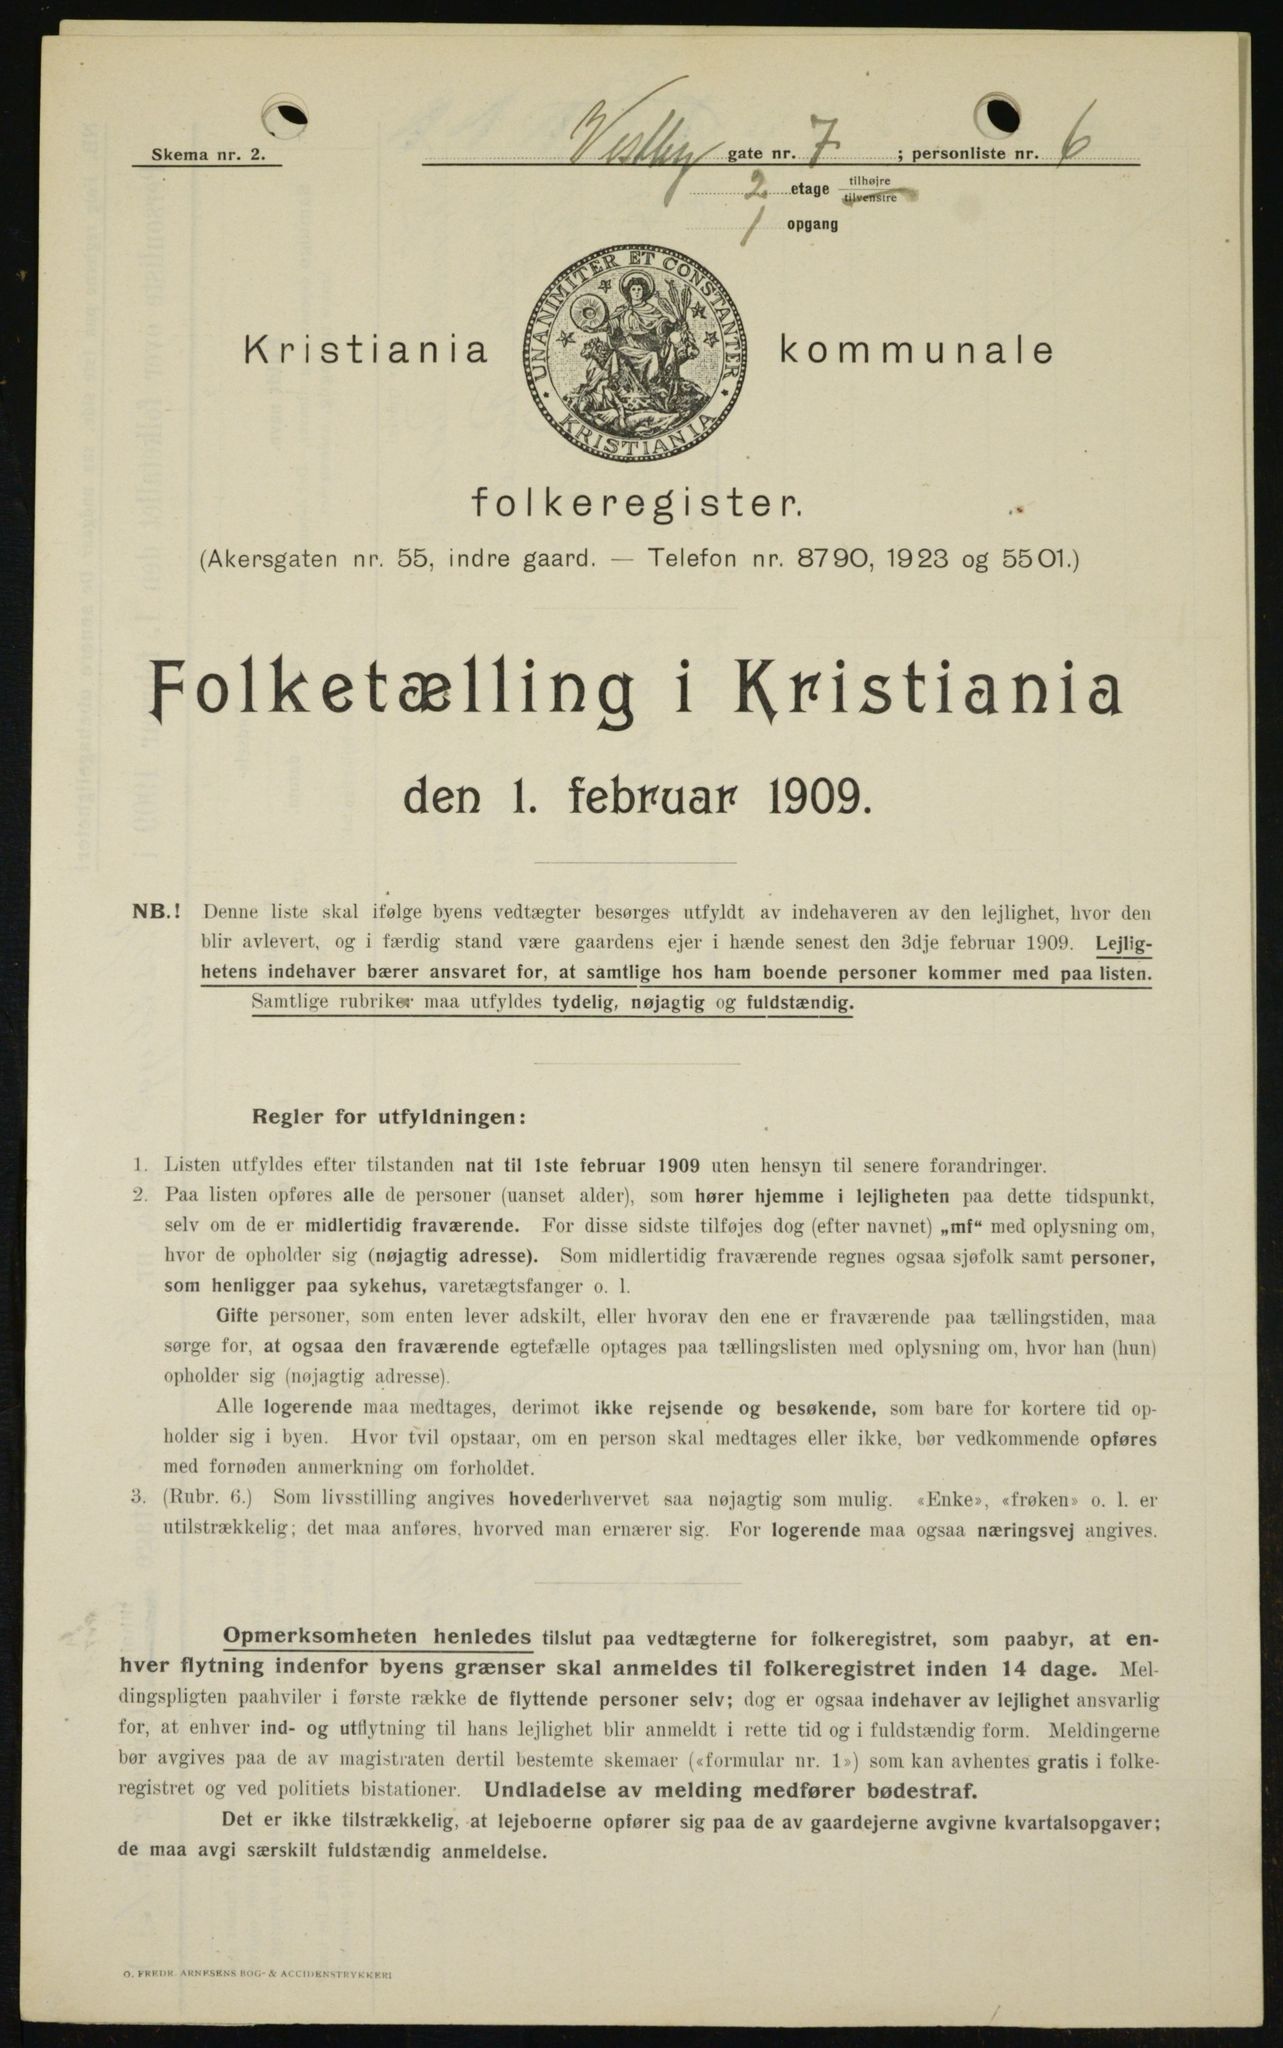 Skema nr. 2.
Vestby gate nr. 7 ; personliste nr. 6
2 etage tilhøjre
tilvenstre
1 opgang
UNANIMITER ET CONSTANTER
KRISTIANIA
Kristiania kommunale
folkeregister.
(Akersgaten nr. 55, indre gaard. — Telefon nr. 8790, 1923 og 5501.)
Folketælling i Kristiania
den 1. februar 1909.
NB.! Denne liste skal ifølge byens vedtægter besørges utfyldt av indehaveren av den lejlighet, hvor den
blir avlevert, og i færdig stand være gaardens ejer i hænde senest den 3dje februar 1909. Lejlig-
hetens indehaver bærer ansvaret for, at samtlige hos ham boende personer kommer med paa listen.
Samtlige rubriker maa utfyldes tydelig, nøjagtig og fuldstændig.
Regler for utfyldningen:
1. Listen utfyldes efter tilstanden nat til 1ste februar 1909 uten hensyn til senere forandringer.
2. Paa listen opføres alle de personer (uanset alder), som hører hjemme i lejligheten paa dette tidspunkt,
selv om de er midlertidig fraværende. For disse sidste tilføjes dog (efter navnet) „mf“ med oplysning om,
hvor de opholder sig (nøjagtig adresse). Som midlertidig fraværende regnes ogsaa sjøfolk samt personer,
som henligger paa sykehus, varetægtsfanger o. l.
Gifte personer, som enten lever adskilt, eller hvorav den ene er fraværende paa tællingstiden, maa
sørge for, at ogsaa den fraværende egtefælle optages paa tællingslisten med oplysning om, hvor han (hun)
opholder sig (nøjagtig adresse).
Alle logerende maa medtages, derimot ikke rejsende og besøkende, som bare for kortere tid op-
holder sig i byen. Hvor tvil opstaar, om en person skal medtages eller ikke, bør vedkommende opføres
med fornøden anmerkning om forholdet.
3. (Rubr. 6.) Som livsstilling angives hovederhvervet saa nøjagtig som mulig. «Enke», «frøken» o. l. er
utilstrækkelig; det maa anføres, hvorved man ernærer sig. For logerende maa ogsaa næringsvej angives.
Opmerksomheten henledes tilslut paa vedtægterne for folkeregistret, som paabyr, at en-
hver flytning indenfor byens grænser skal anmeldes til folkeregistret inden 14 dage. Mel-
dingspligten paahviler i første række de flyttende personer selv; dog er ogsaa indehaver av lejlighet ansvarlig
for, at enhver ind- og utflytning til hans lejlighet blir anmeldt i rette tid og i fuldstændig form. Meldingerne
bør avgives paa de av magistraten dertil bestemte skemaer («formular nr. 1») som kan avhentes gratis i folke-
registret og ved politiets bistationer. Undladelse av melding medfører bødestraf.
Det er ikke tilstrækkelig, at lejeboerne opfører sig paa de av gaardejerne avgivne kvartalsopgaver;
de maa avgi særskilt fuldstændig anmeldelse.
O. FREDR. ARNESENS BOG- & ACCIDENSTRYKKERI